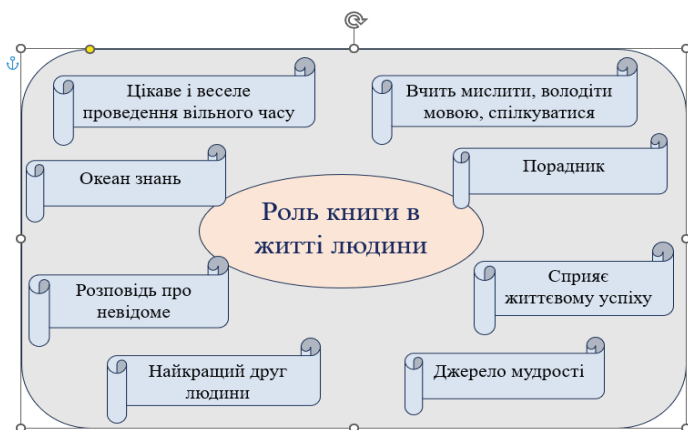 Цікаве і веселе
проведення вільного часу
Вчить мислити, володіти
мовою, спілкуватися
Океан знань
Порадник
Роль книги в
житті людини
Розповідь про
невідоме
Сприяє
життєвому успіху
Найкращий друг
людини
Джерело мудрості